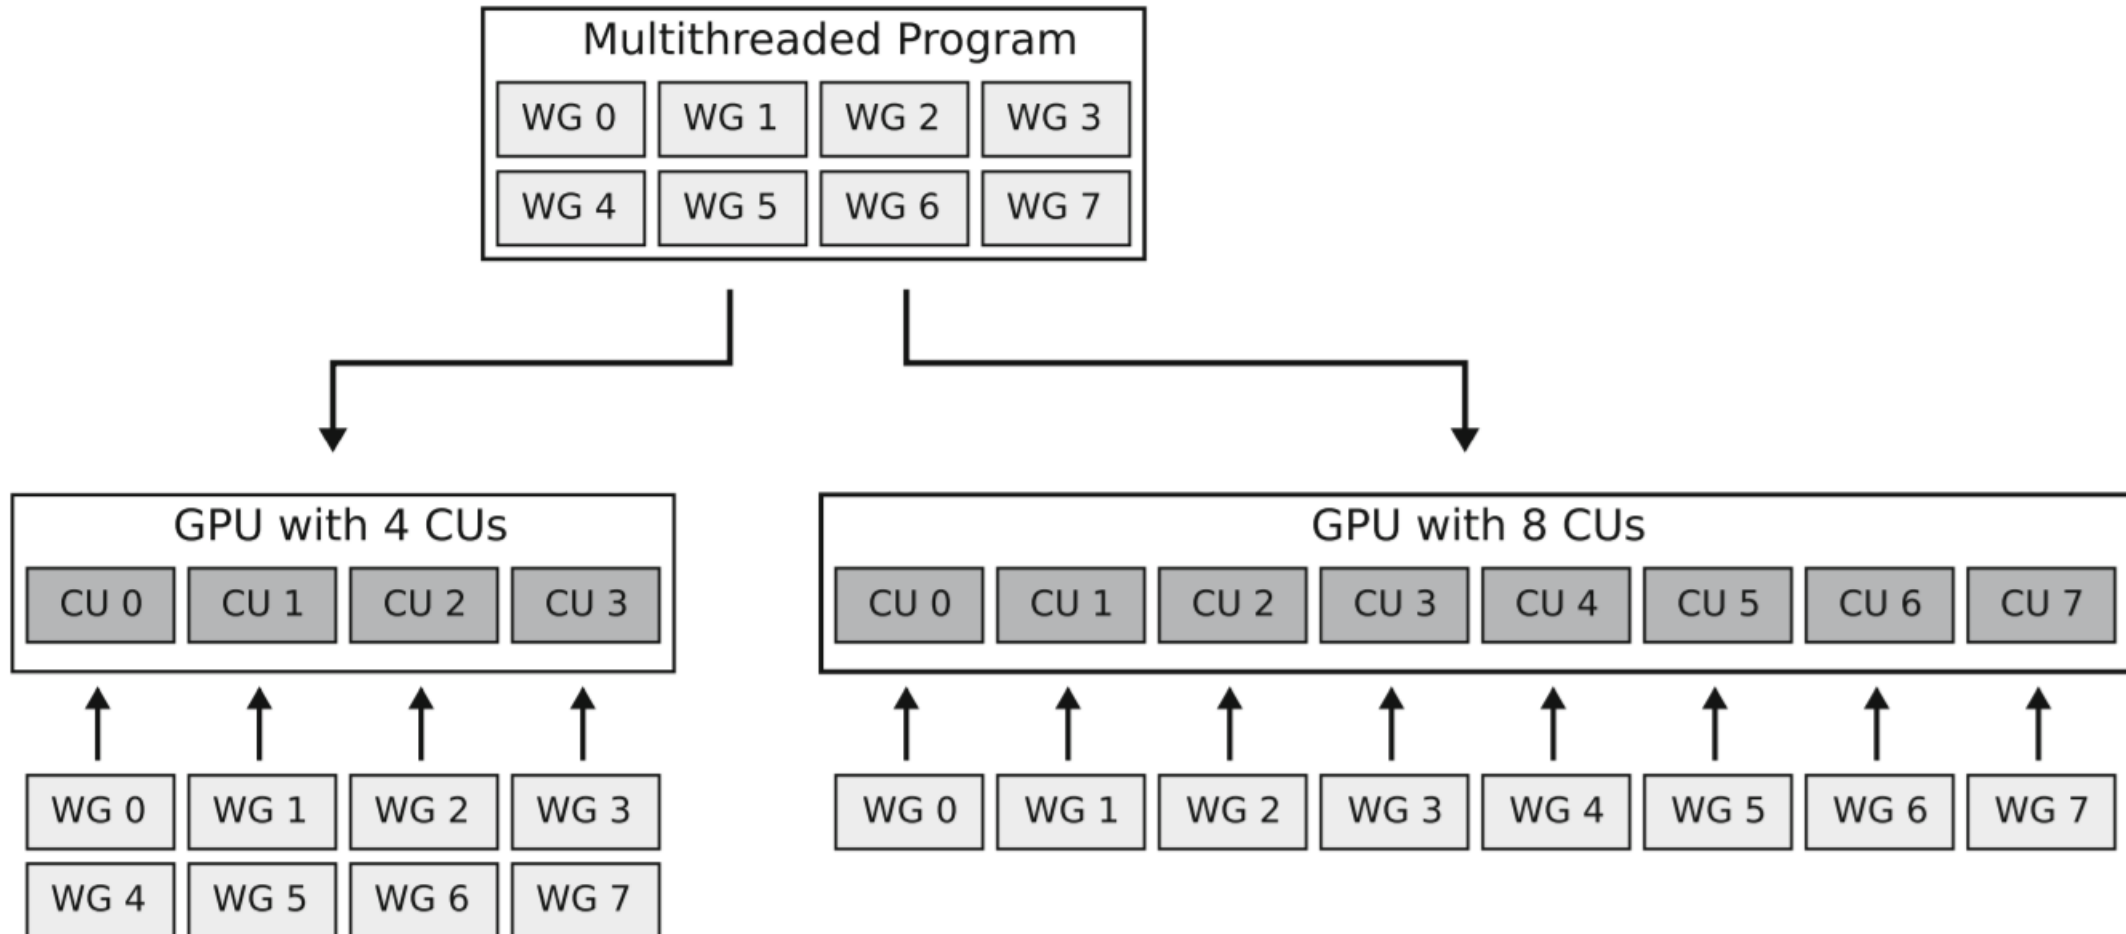 Multithreaded Program
WG 0 WG 1 WG 2 WG 3
WG 4 WG 5 WG 6 WG 7
GPU with 4 CUs
CU 0 CU 1 CU 2 CU 3
WG 0 WG 1 WG 2 WG 3
WG 4 WG 5 WG 6 WG 7
GPU with 8 CUs
CU 0 CU 1 CU 2 CU 3 CU 4 CU 5 CU 6 CU 7
WG 0 WG 1 WG 2 WG 3 WG 4 WG 5 WG 6 WG 7